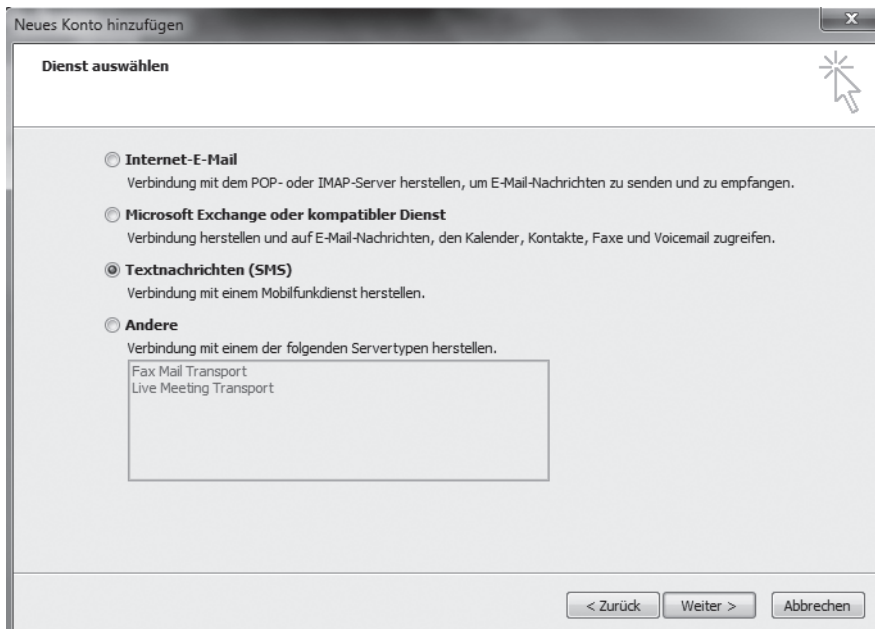 Neues Konto hinzufügen
Dienst auswählen
Internet-E-Mail
Verbindung mit dem POP- oder IMAP-Server herstellen, um E-Mail-Nachrichten zu senden und zu empfangen.
Microsoft Exchange oder kompatibler Dienst
Verbindung herstellen und auf E-Mail-Nachrichten, den Kalender, Kontakte, Faxe und Voicemail zugreifen.
Textnachrichten (SMS)
Verbindung mit einem Mobilfunkdienst herstellen.
Andere
Verbindung mit einem der folgenden Servertypen herstellen.
Fax Mail Transport
Live Meeting Transport
< Zurück Weiter > Abbrechen